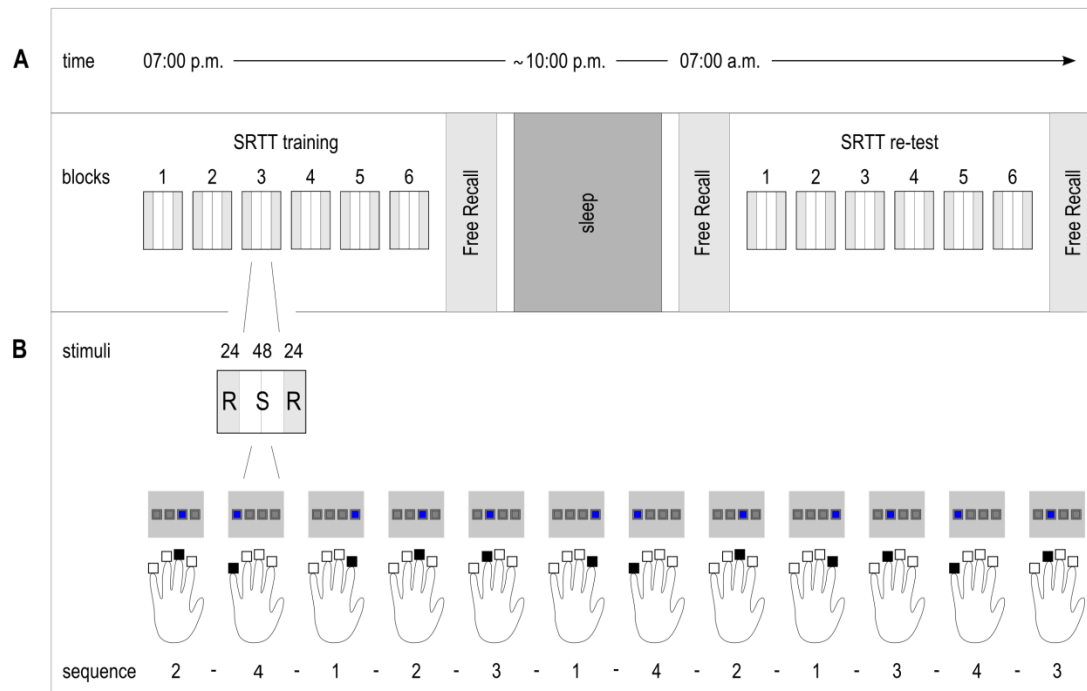 A time 07:00 p.m. ~ 10:00 p.m. 07:00 a.m.
SRTT training SRTT re-test
blocks 1 2 3 4 5 6 Free Recall sleep Free Recall 1 2 3 4 5 6 Free Recall
B stimuli 24 48 24
R S R
sequence 2 - 4 - 1 - 2 - 3 - 1 - 4 - 2 - 1 - 3 - 4 - 3